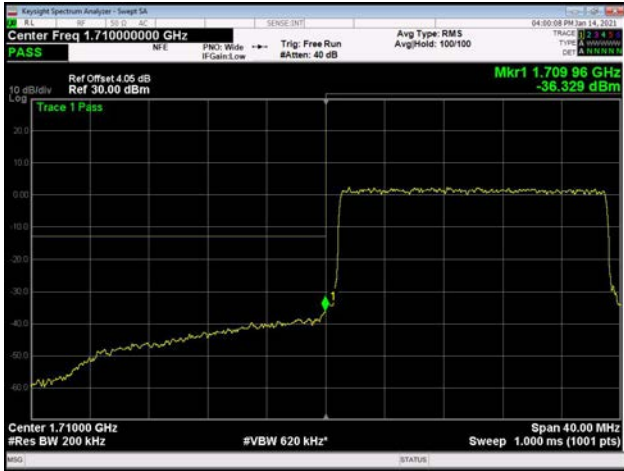 Keysight Spectrum Analyzer - Swept SA
RL RF 50 Ω AC SENSE:INT 04:00:08 PM Jan 14, 2021
Center Freq 1.710000000 GHz Avg Type: RMS TRACE 1 2 3 4 5 6
PASS NFE PNO: Wide Trig: Free Run Avg|Hold: 100/100 TYPE A WWWWW
IFGain:Low #Atten: 40 dB DET A N N N N N
Ref Offset 4.05 dB Mkr1 1.709 96 GHz
10 dB/div Ref 30.00 dBm -36.329 dBm
Log
Trace 1 Pass
20.0
10.0
0.00
-10.0
-20.0
-30.0
1
-40.0
-50.0
-60.0
Center 1.71000 GHz Span 40.00 MHz
#Res BW 200 kHz #VBW 620 kHz* Sweep 1.000 ms (1001 pts)
MSG STATUS